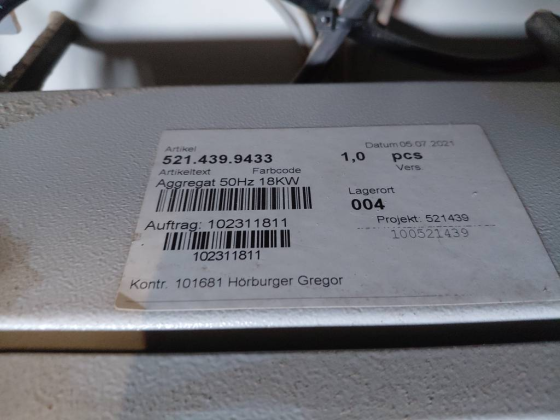 Artikel
Datum 05.07.2021
521.439.9433
1,0 pcs
Artikeltext Farbcode
Vers.
Aggregat 50Hz 18KW
Lagerort
004
Auftrag: 102311811
Projekt: 521439
100521439
102311811
Kontr. 101681 Hörburger Gregor